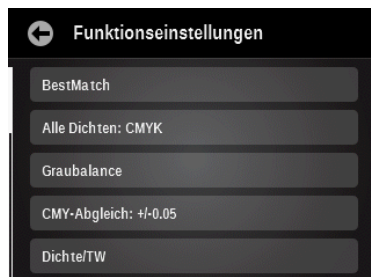 Funktionseinstellungen
BestMatch
Alle Dichten: CMYK
Graubalance
CMY-Abgleich: +/-0.05
Dichte/TW